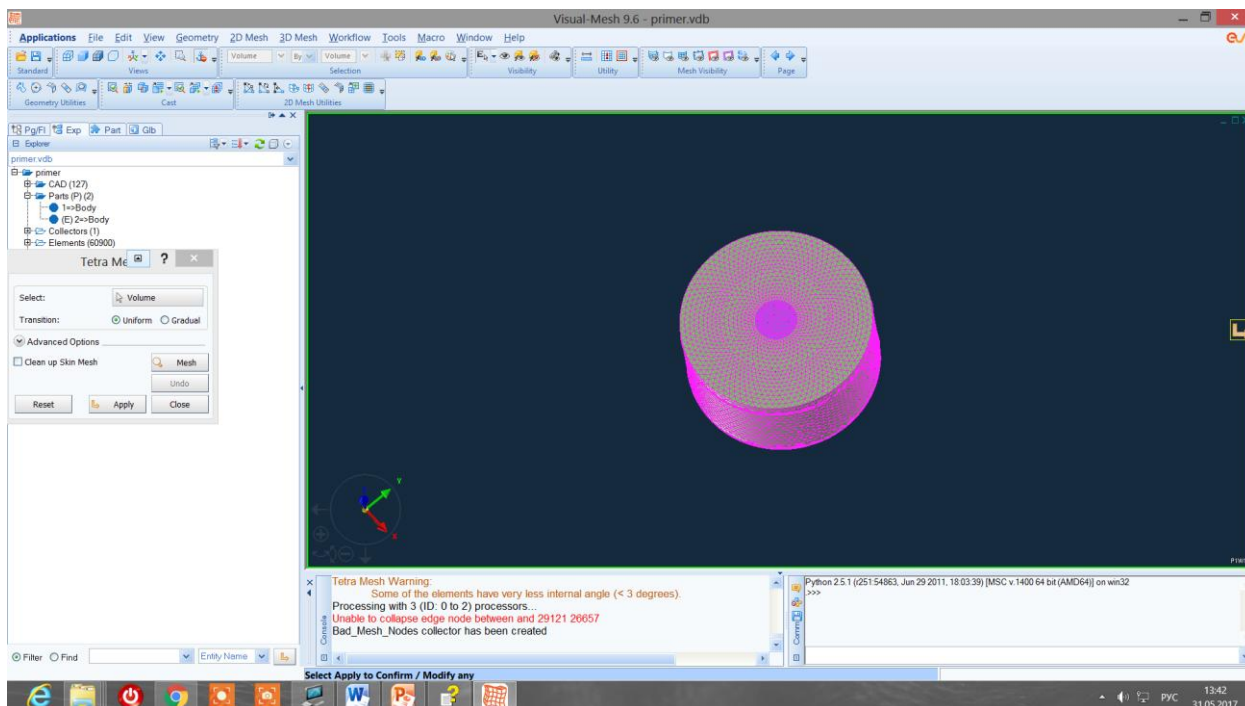 Visual-Mesh 9.6 - primer.vdb
Applications File Edit View Geometry 2D Mesh 3D Mesh Workflow Tools Macro Window Help
Volume By Volume
Standard Views Selection Visibility Utility Mesh Visibility Page
Geometry Utilities Cast 2D Mesh Utilities
Pg/Fl Exp Part Glb
Explorer
primer.vdb
primer
CAD (127)
Parts (P) (2)
1=>Body
(E) 2=>Body
Collectors (1)
Elements (60900)
Tetra Me ?
Select: Volume
Transition: Uniform Gradual
Advanced Options
Clean up Skin Mesh Mesh
Undo
Reset Apply Close
Y
X
Console
Tetra Mesh Warning:
Some of the elements have very less internal angle (< 3 degrees).
Processing with 3 (ID: 0 to 2) processors...
Unable to collapse edge node between and 29121 26657
Bad_Mesh_Nodes collector has been created
Python 2.5.1 (r251:54863, Jun 29 2011, 18:03:39) [MSC v.1400 64 bit (AMD64)] on win32
>>>
Filter Find Entity Name
Select Apply to Confirm / Modify any
РУС
13:42
31.05.2017